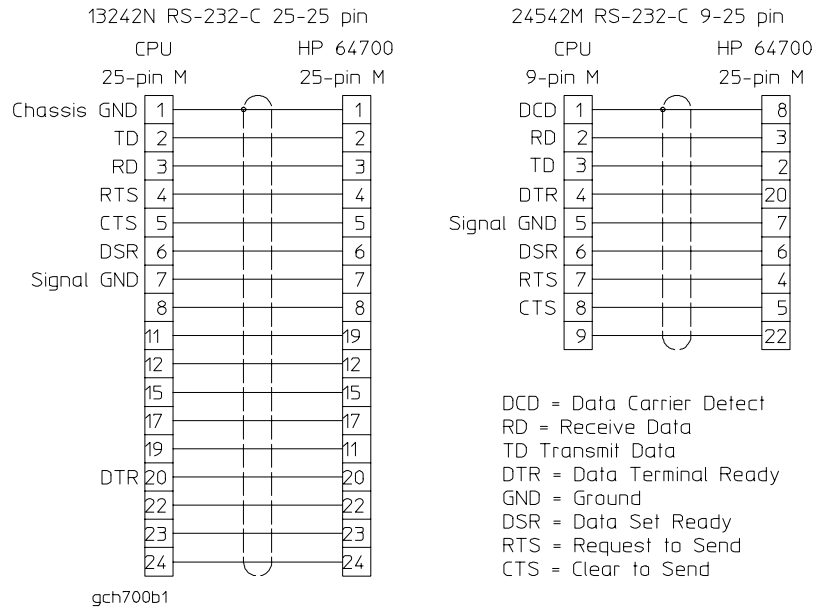 13242N RS-232-C 25-25 pin
CPU HP 64700
25-pin M 25-pin M
Chassis GND 1 1
TD 2 2
RD 3 3
RTS 4 4
CTS 5 5
DSR 6 6
Signal GND 7 7
8 8
11 19
12 12
15 15
17 17
19 11
DTR 20 20
22 22
23 23
24 24
gch700b1
24542M RS-232-C 9-25 pin
CPU HP 64700
9-pin M 25-pin M
DCD 1 8
RD 2 3
TD 3 2
DTR 4 20
Signal GND 5 7
DSR 6 6
RTS 7 4
CTS 8 5
9 22
DCD = Data Carrier Detect
RD = Receive Data
TD Transmit Data
DTR = Data Terminal Ready
GND = Ground
DSR = Data Set Ready
RTS = Request to Send
CTS = Clear to Send